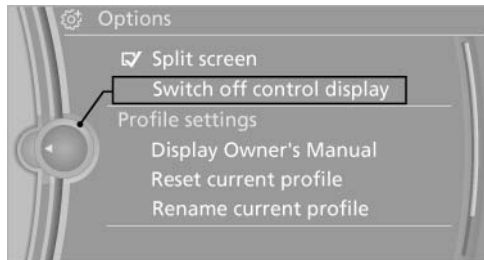 Options
Split screen
Switch off control display
Profile settings
Display Owner's Manual
Reset current profile
Rename current profile